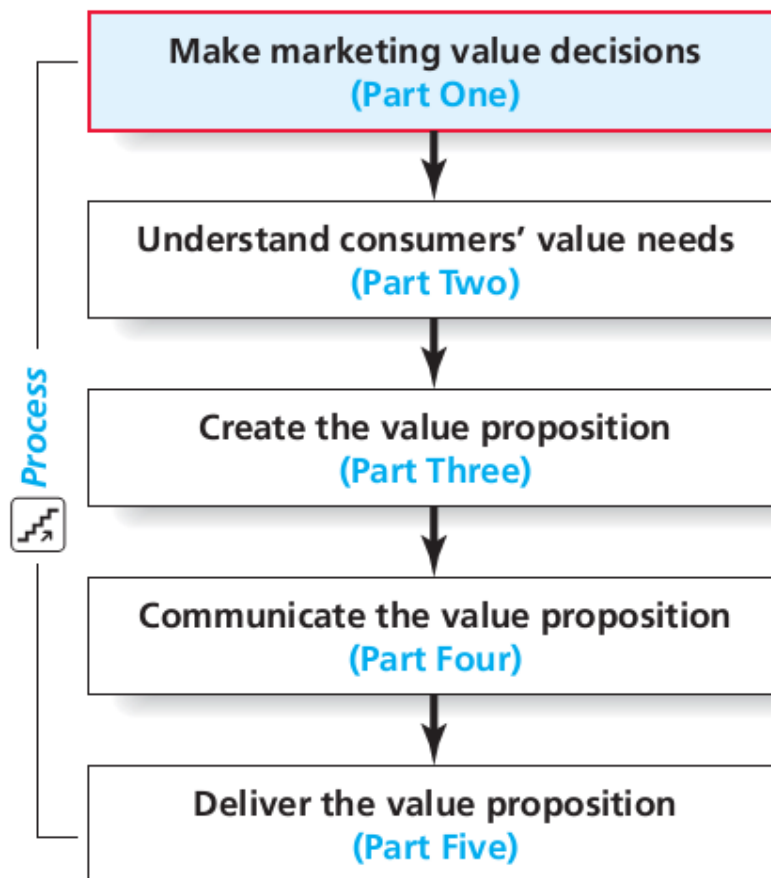 Make marketing value decisions
(Part One)
Understand consumers’ value needs
(Part Two)
Create the value proposition
(Part Three)
Process
Communicate the value proposition
(Part Four)
Deliver the value proposition
(Part Five)